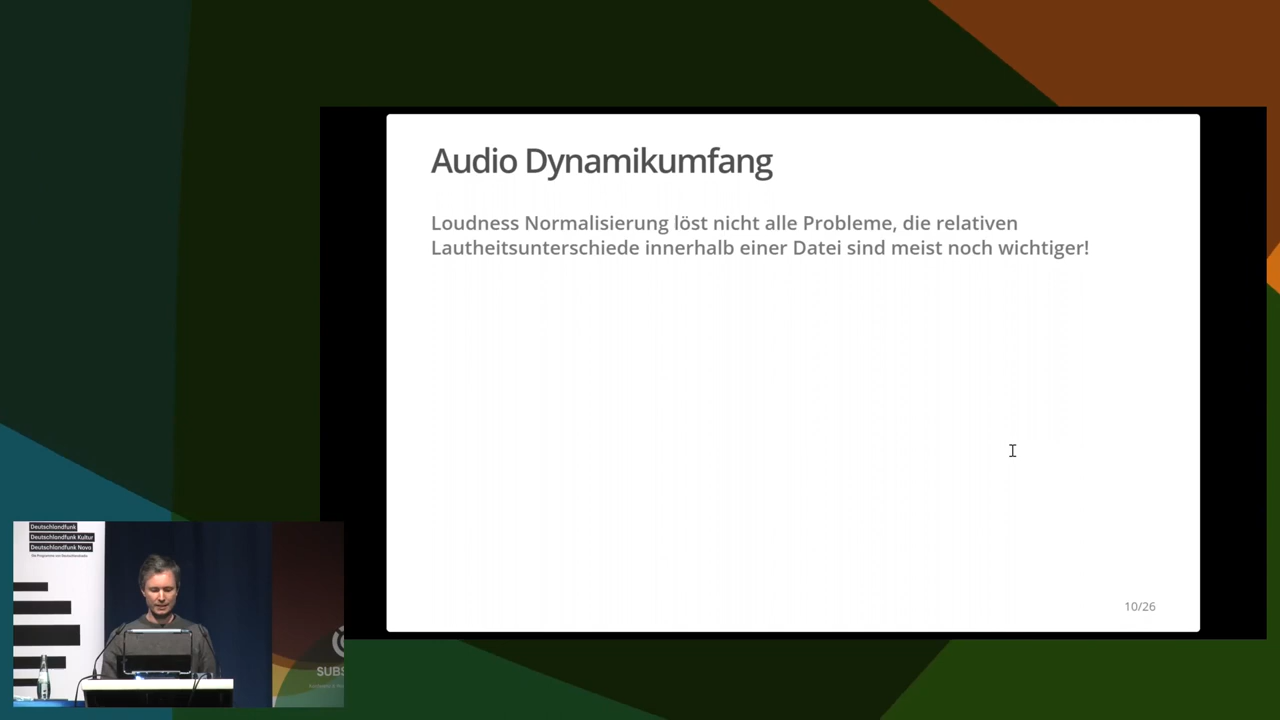 Audio Dynamikumfang
Loudness Normalisierung löst nicht alle Probleme, die relativen
Lautheitsunterschiede innerhalb einer Datei sind meist noch wichtiger!
10/26
Deutschlandfunk
Deutschlandfunk Kultur
Deutschlandfunk Nova
SUBS